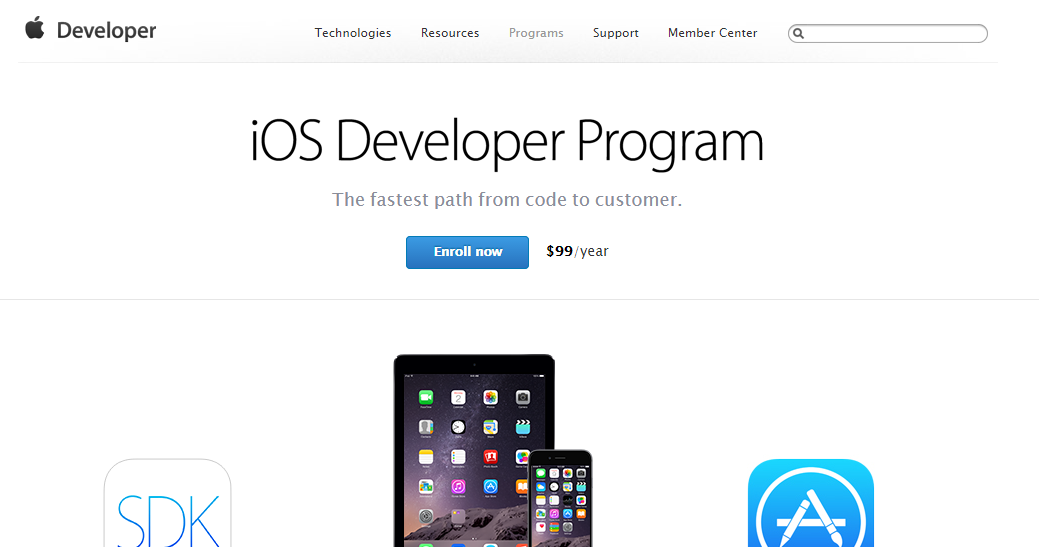 Developer
Technologies Resources Programs Support Member Center
iOS Developer Program
The fastest path from code to customer.
Enroll now $99/year
SDK